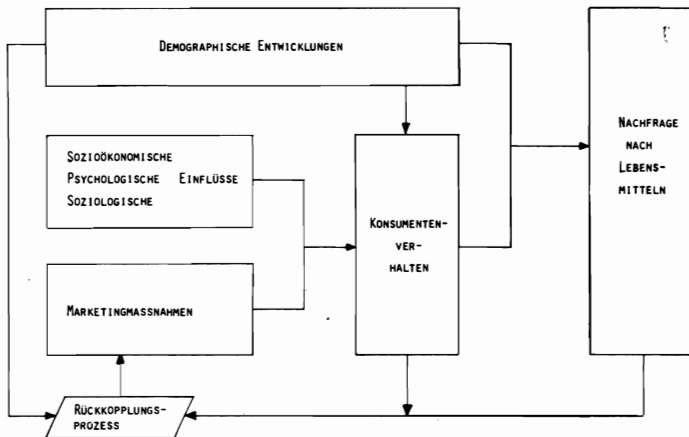 DEMOGRAPHISCHE ENTWICKLUNGEN
NACHFRAGE
NACH
LEBENS-
MITTELN
SOZIOÖKONOMISCHE
PSYCHOLOGISCHE EINFLÜSSE
SOZIOLOGISCHE
KONSUMENTEN-
VER-
HALTEN
MARKETINGMASSNAHMEN
RÜCKKOPPLUNGS-
PROZESS